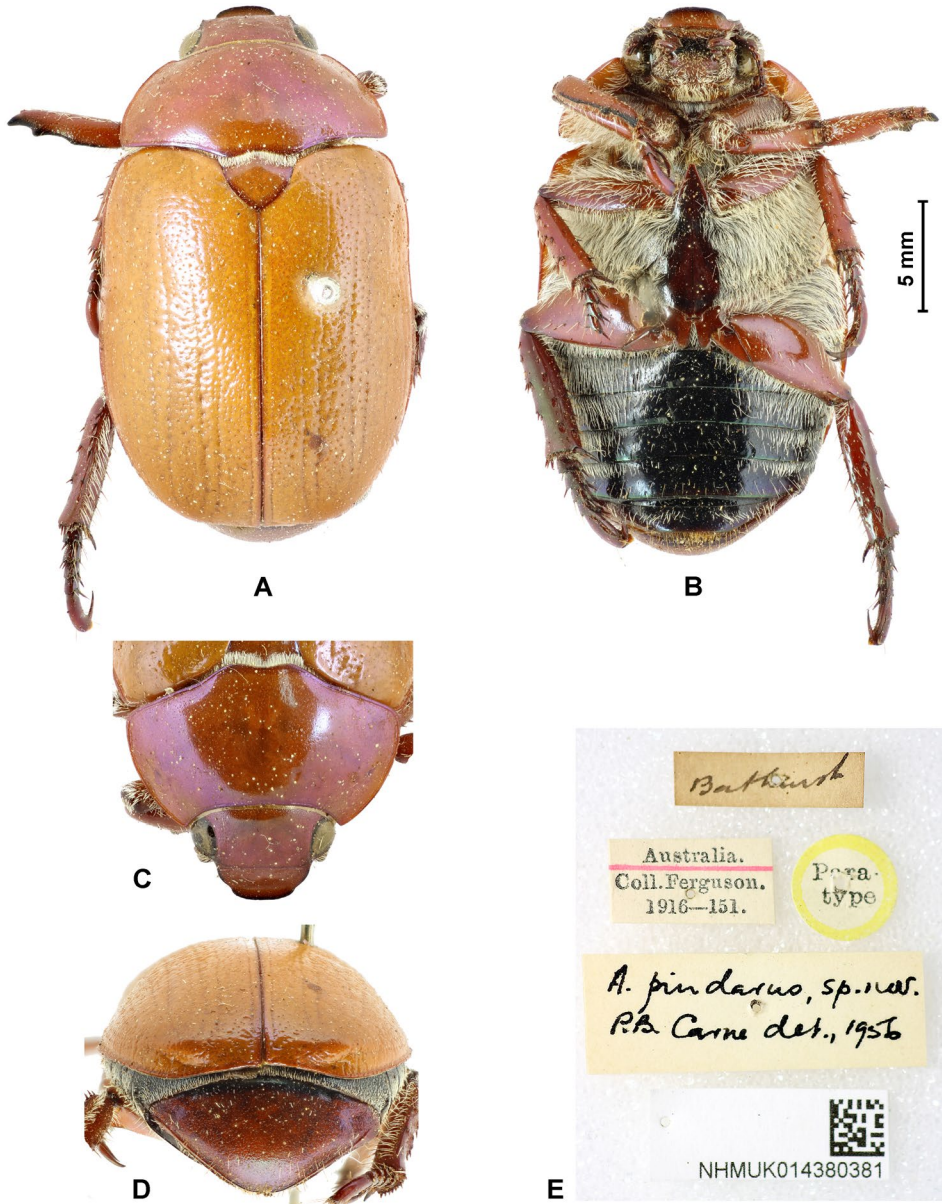 5 mm
A
B
C
D
E
Bathurst
Australia.
Coll. Ferguson.
1916—151.
Para-
type
A. pindarus, sp. nov.
P.B. Carne det., 1956
NHMUK014380381